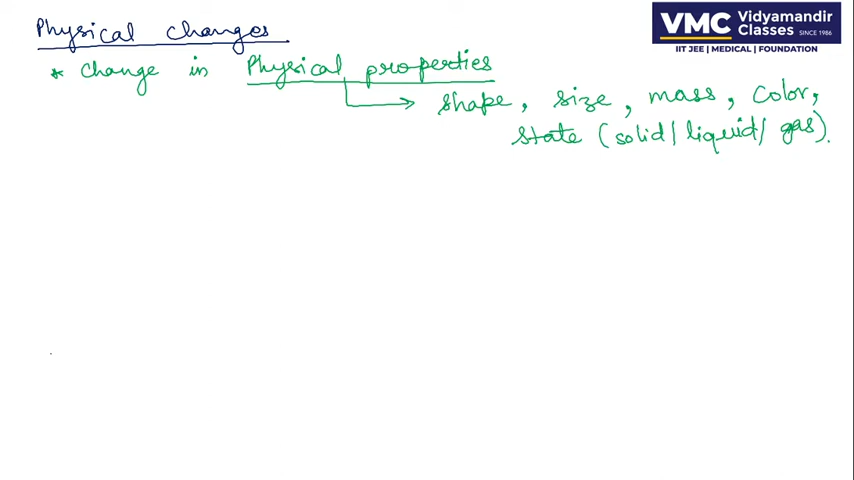 Physical changes
VMC Vidyamandir Classes SINCE 1986
IIT JEE | MEDICAL | FOUNDATION
* change in Physical properties
shape, size, mass, color,
state (solid/liquid/gas).